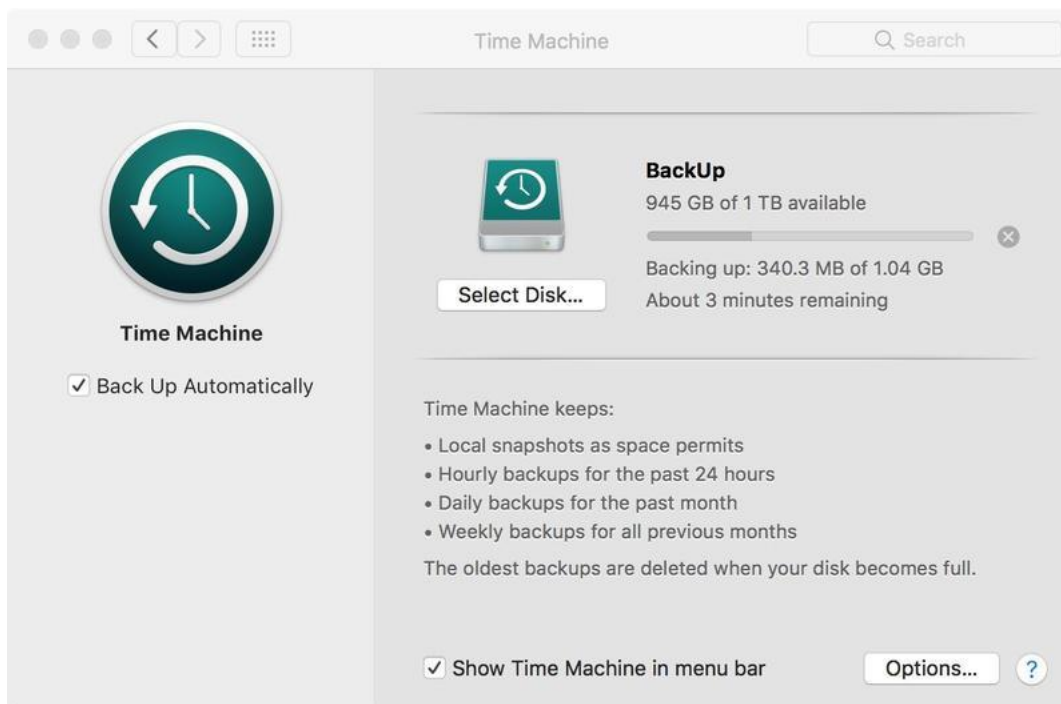 Time Machine
Search
Time Machine
✓ Back Up Automatically
BackUp
945 GB of 1 TB available
Backing up: 340.3 MB of 1.04 GB
About 3 minutes remaining
Select Disk...
Time Machine keeps:
• Local snapshots as space permits
• Hourly backups for the past 24 hours
• Daily backups for the past month
• Weekly backups for all previous months
The oldest backups are deleted when your disk becomes full.
✓ Show Time Machine in menu bar
Options...
?